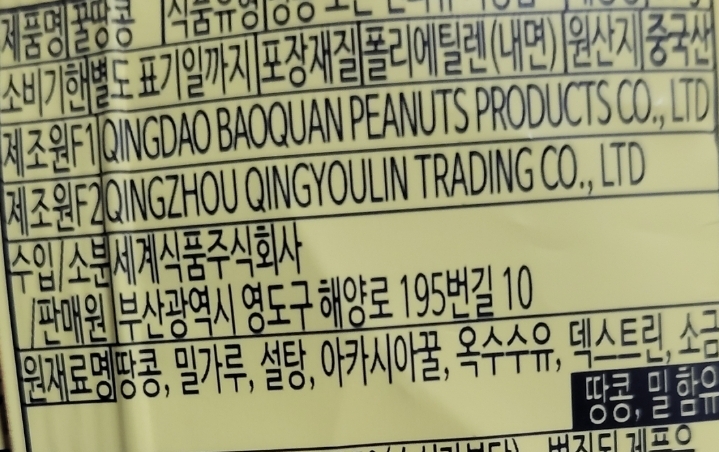 제품명 꿀땅콩 식품유형
소비기한 별도 표기일까지 포장재질 폴리에틸렌(내면) 원산지 중국산
제조원F1 QINGDAO BAOQUAN PEANUTS PRODUCTS CO., LTD
제조원F2 QINGZHOU QINGYOULIN TRADING CO., LTD
수입/소분 세계식품주식회사
/판매원 부산광역시 영도구 해양로 195번길 10
원재료명 땅콩, 밀가루, 설탕, 아카시아꿀, 옥수수유, 덱스트린, 소금
땅콩, 밀 함유